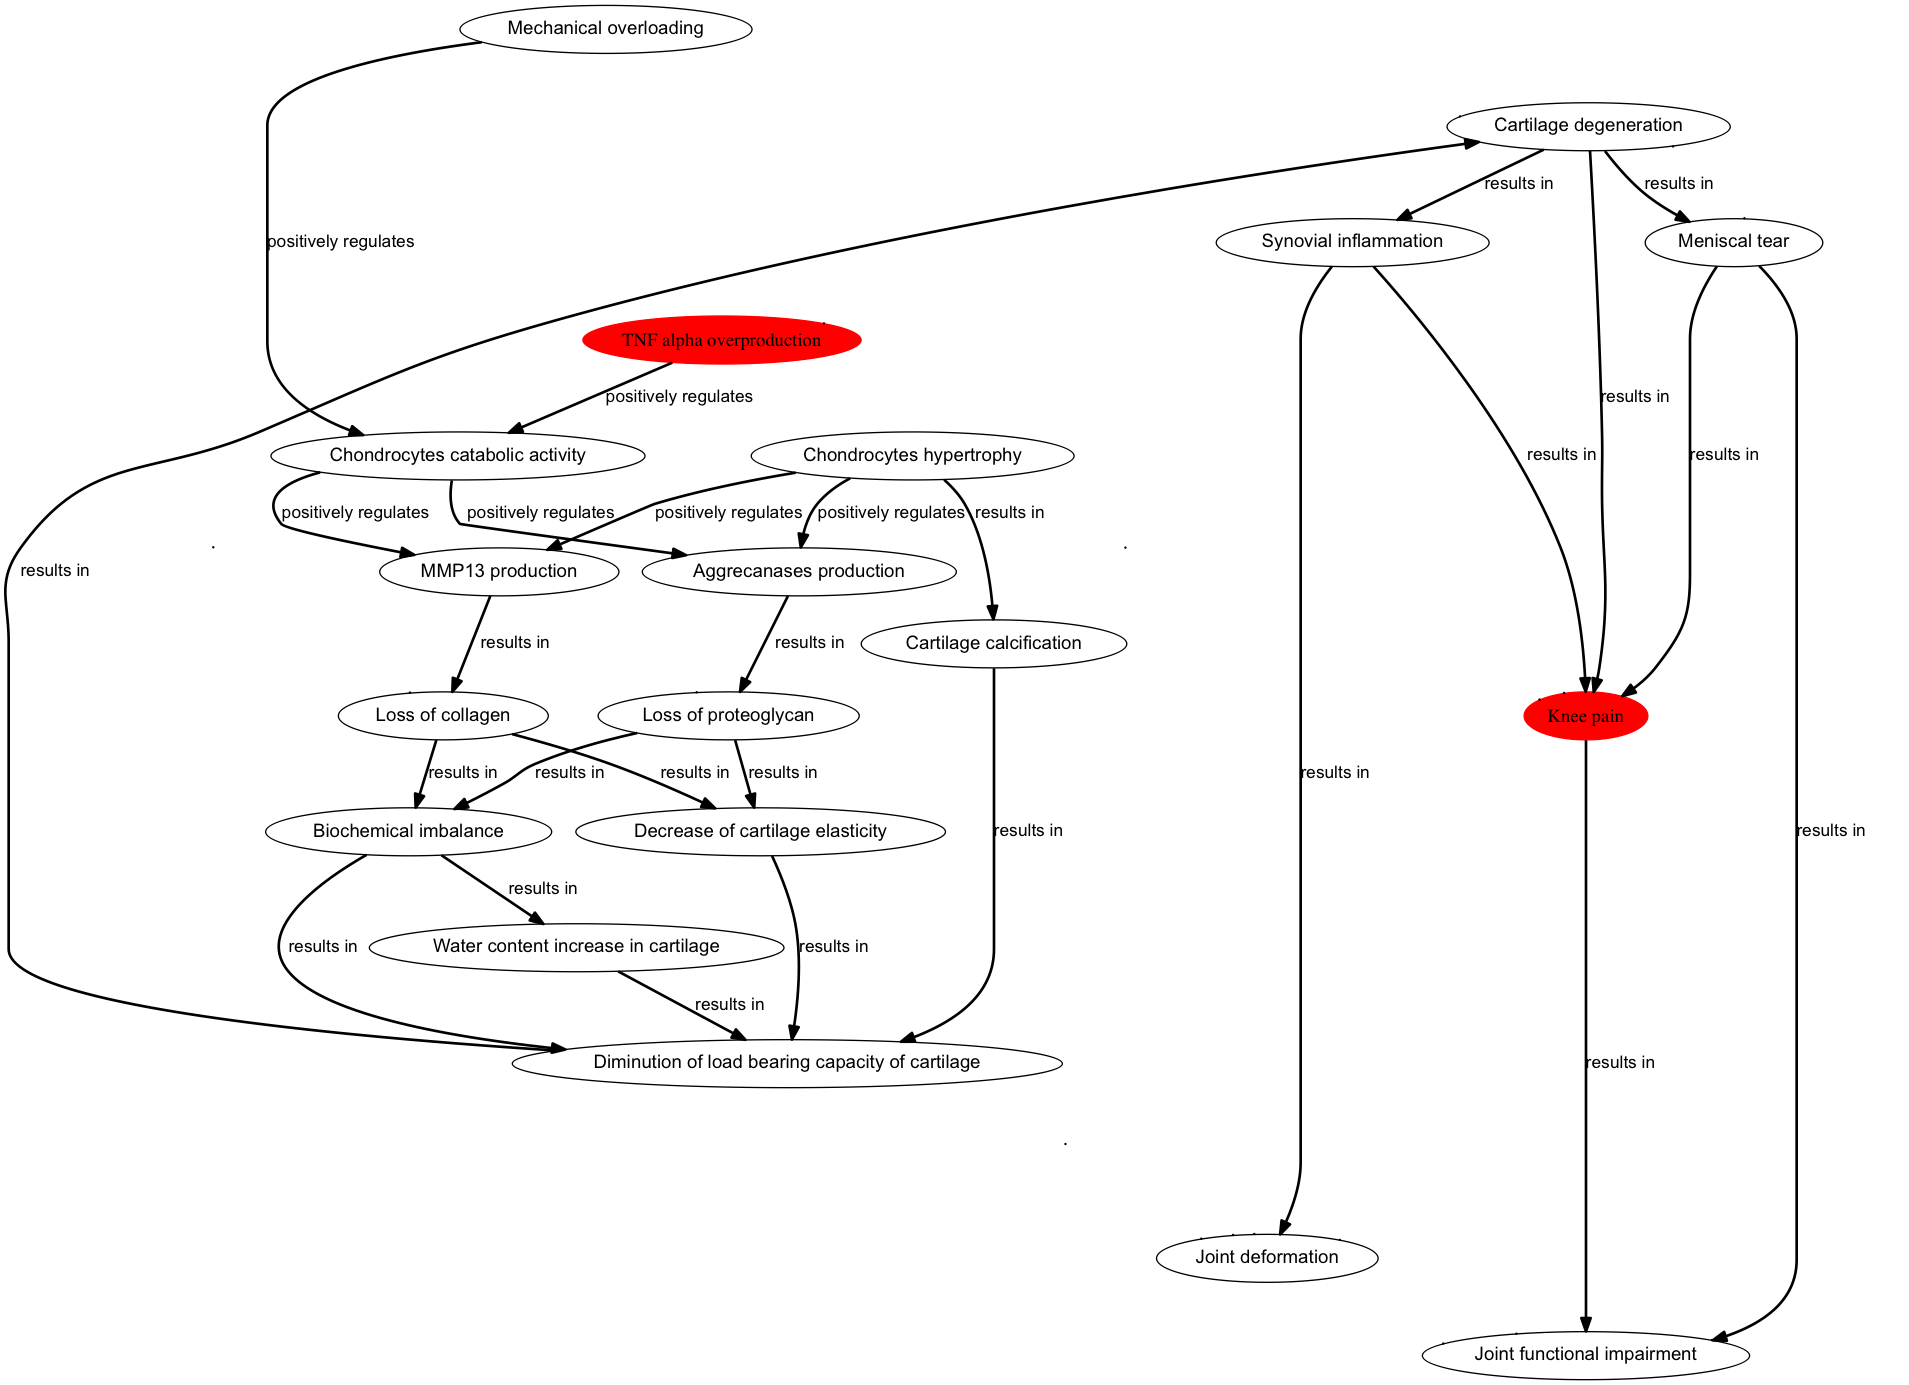 Mechanical overloading
Cartilage degeneration
results in
results in
positively regulates
Synovial inflammation
Meniscal tear
TNF alpha overproduction
positively regulates
results in
Chondrocytes catabolic activity
Chondrocytes hypertrophy
results in
results in
positively regulates
positively regulates
positively regulates
positively regulates
results in
results in
MMP13 production
Aggrecanases production
results in
results in
Cartilage calcification
Loss of collagen
Loss of proteoglycan
Knee pain
results in
results in
results in
results in
results in
Biochemical imbalance
Decrease of cartilage elasticity
results in
results in
results in
results in
Water content increase in cartilage
results in
results in
Diminution of load bearing capacity of cartilage
results in
Joint deformation
Joint functional impairment